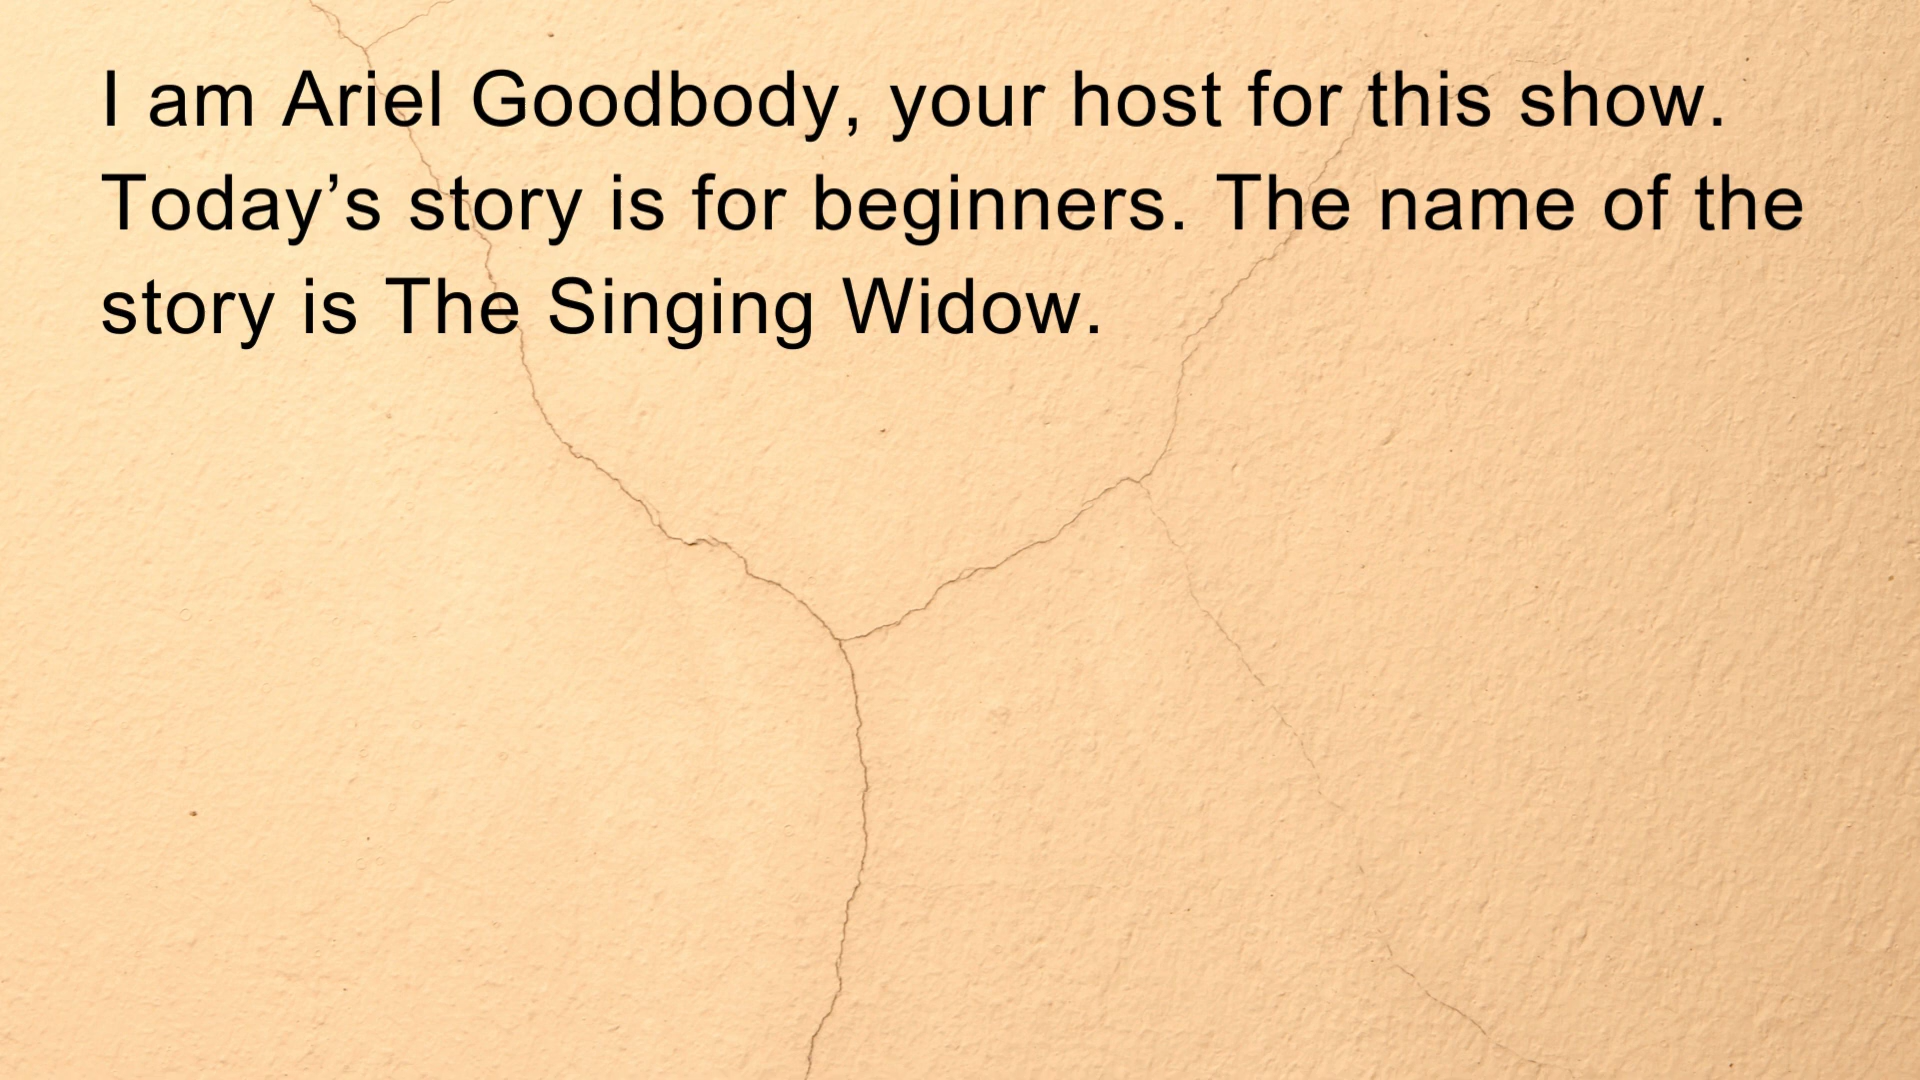 I am Ariel Goodbody, your host for this show.
Today’s story is for beginners. The name of the
story is The Singing Widow.